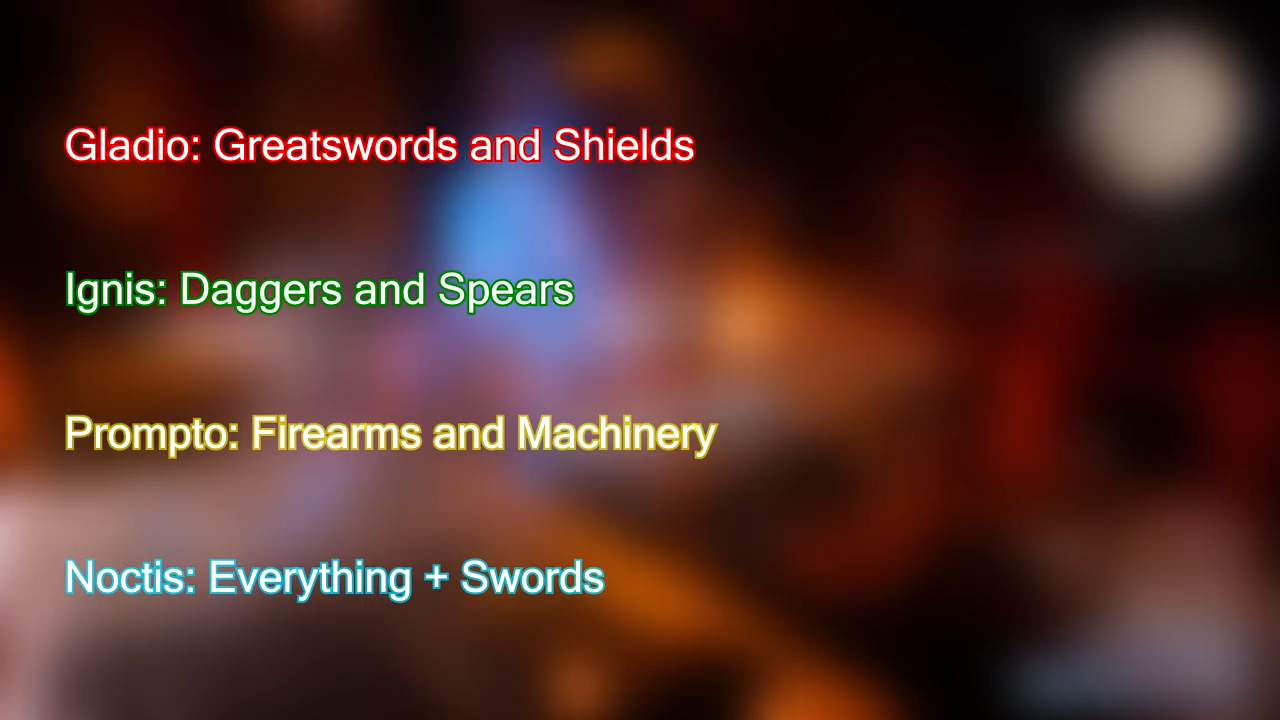 Gladio: Greatswords and Shields
Ignis: Daggers and Spears
Prompto: Firearms and Machinery
Noctis: Everything + Swords